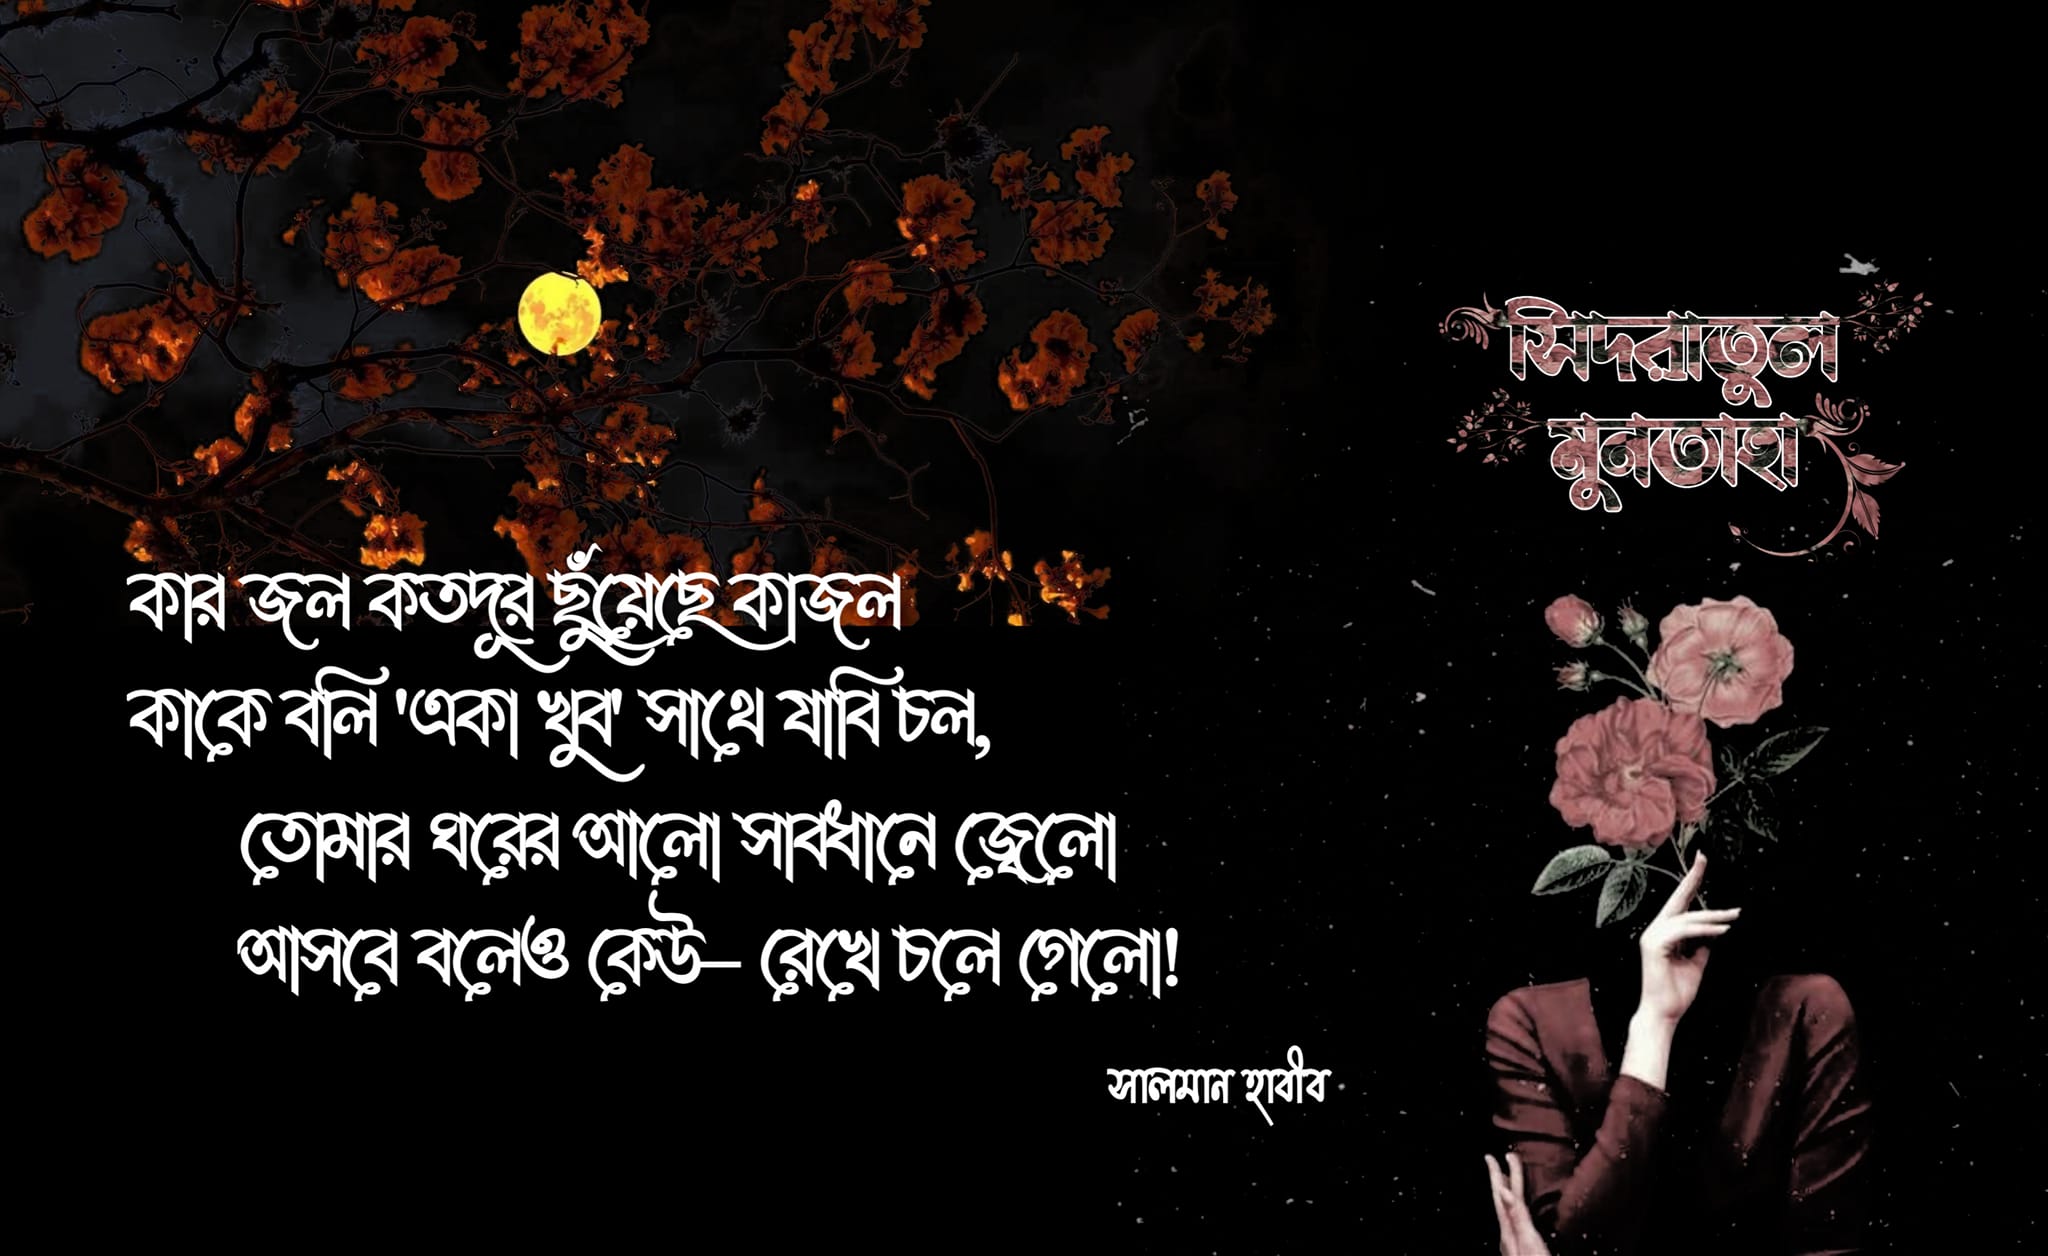 কার জল কতদূর ছুঁয়েছে কাজল
কাকে বলি 'একা খুব' সাথে যাবি চল,
তোমার ঘরের আলো সাবধানে জ্বেলো
আসবে বলেও কেউ— রেখে চলে গেলো!
সালমান হাবীব
সিদরাতুল
মুনতাহা